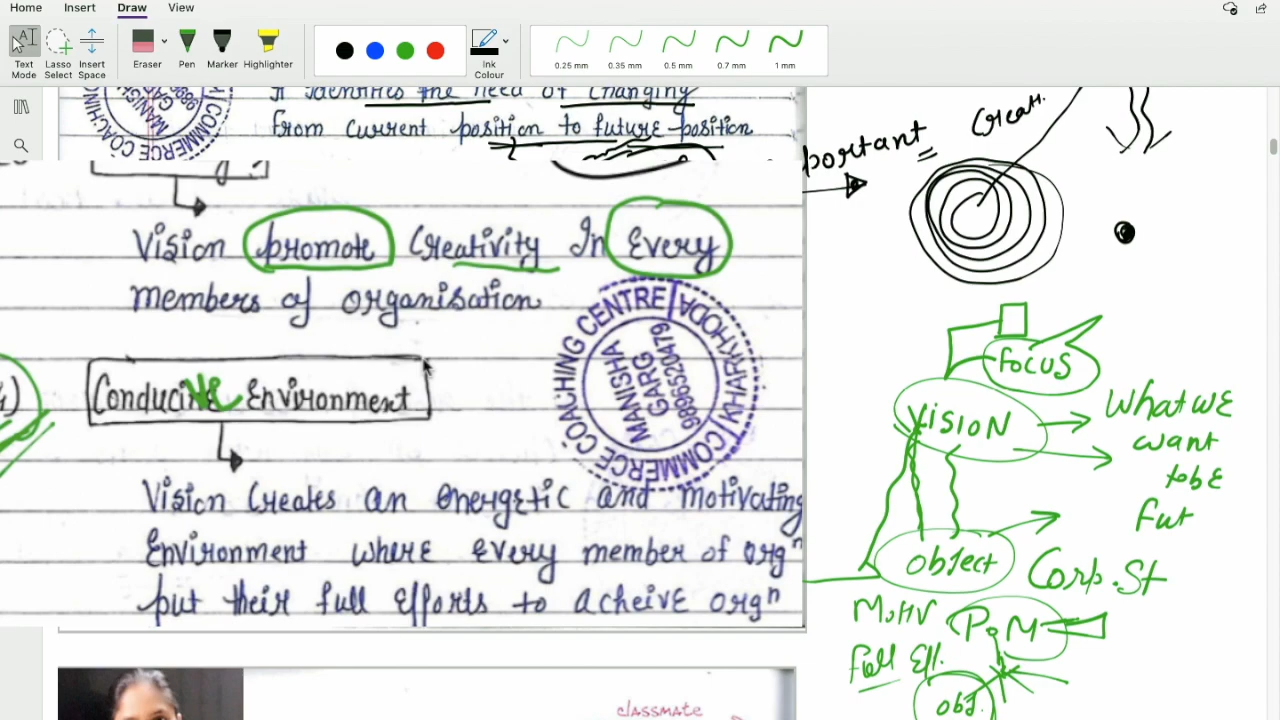 Home Insert Draw View
Text Mode
Lasso Select
Insert Space
Eraser
Pen
Marker
Highlighter
Ink Colour
0.25 mm
0.35 mm
0.5 mm
0.7 mm
1 mm
It identifies the need of changing
from current position to future position
Vision promote Creativity In Every
members of organisation
Conducive Environment
Vision Creates an energetic and motivating
Environment where every member of orgn
put their full efforts to acheive orgn
COMMERCE COACHING CENTRE
MANISHA
GARG
9896520479
portant
Creati.
Focus
Vision
What we
want
to be
Fut
Object
Corp. St
Motiv
P.M
Full Eff.
Obj.
classmate